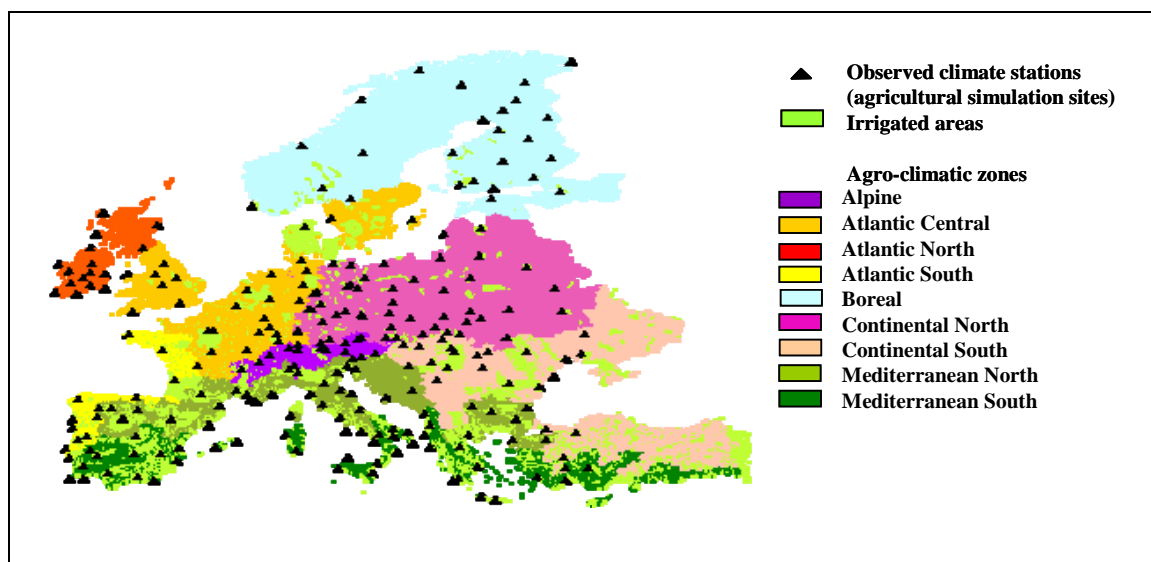 Observed climate stations
(agricultural simulation sites)
Irrigated areas
Agro-climatic zones
Alpine
Atlantic Central
Atlantic North
Atlantic South
Boreal
Continental North
Continental South
Mediterranean North
Mediterranean South